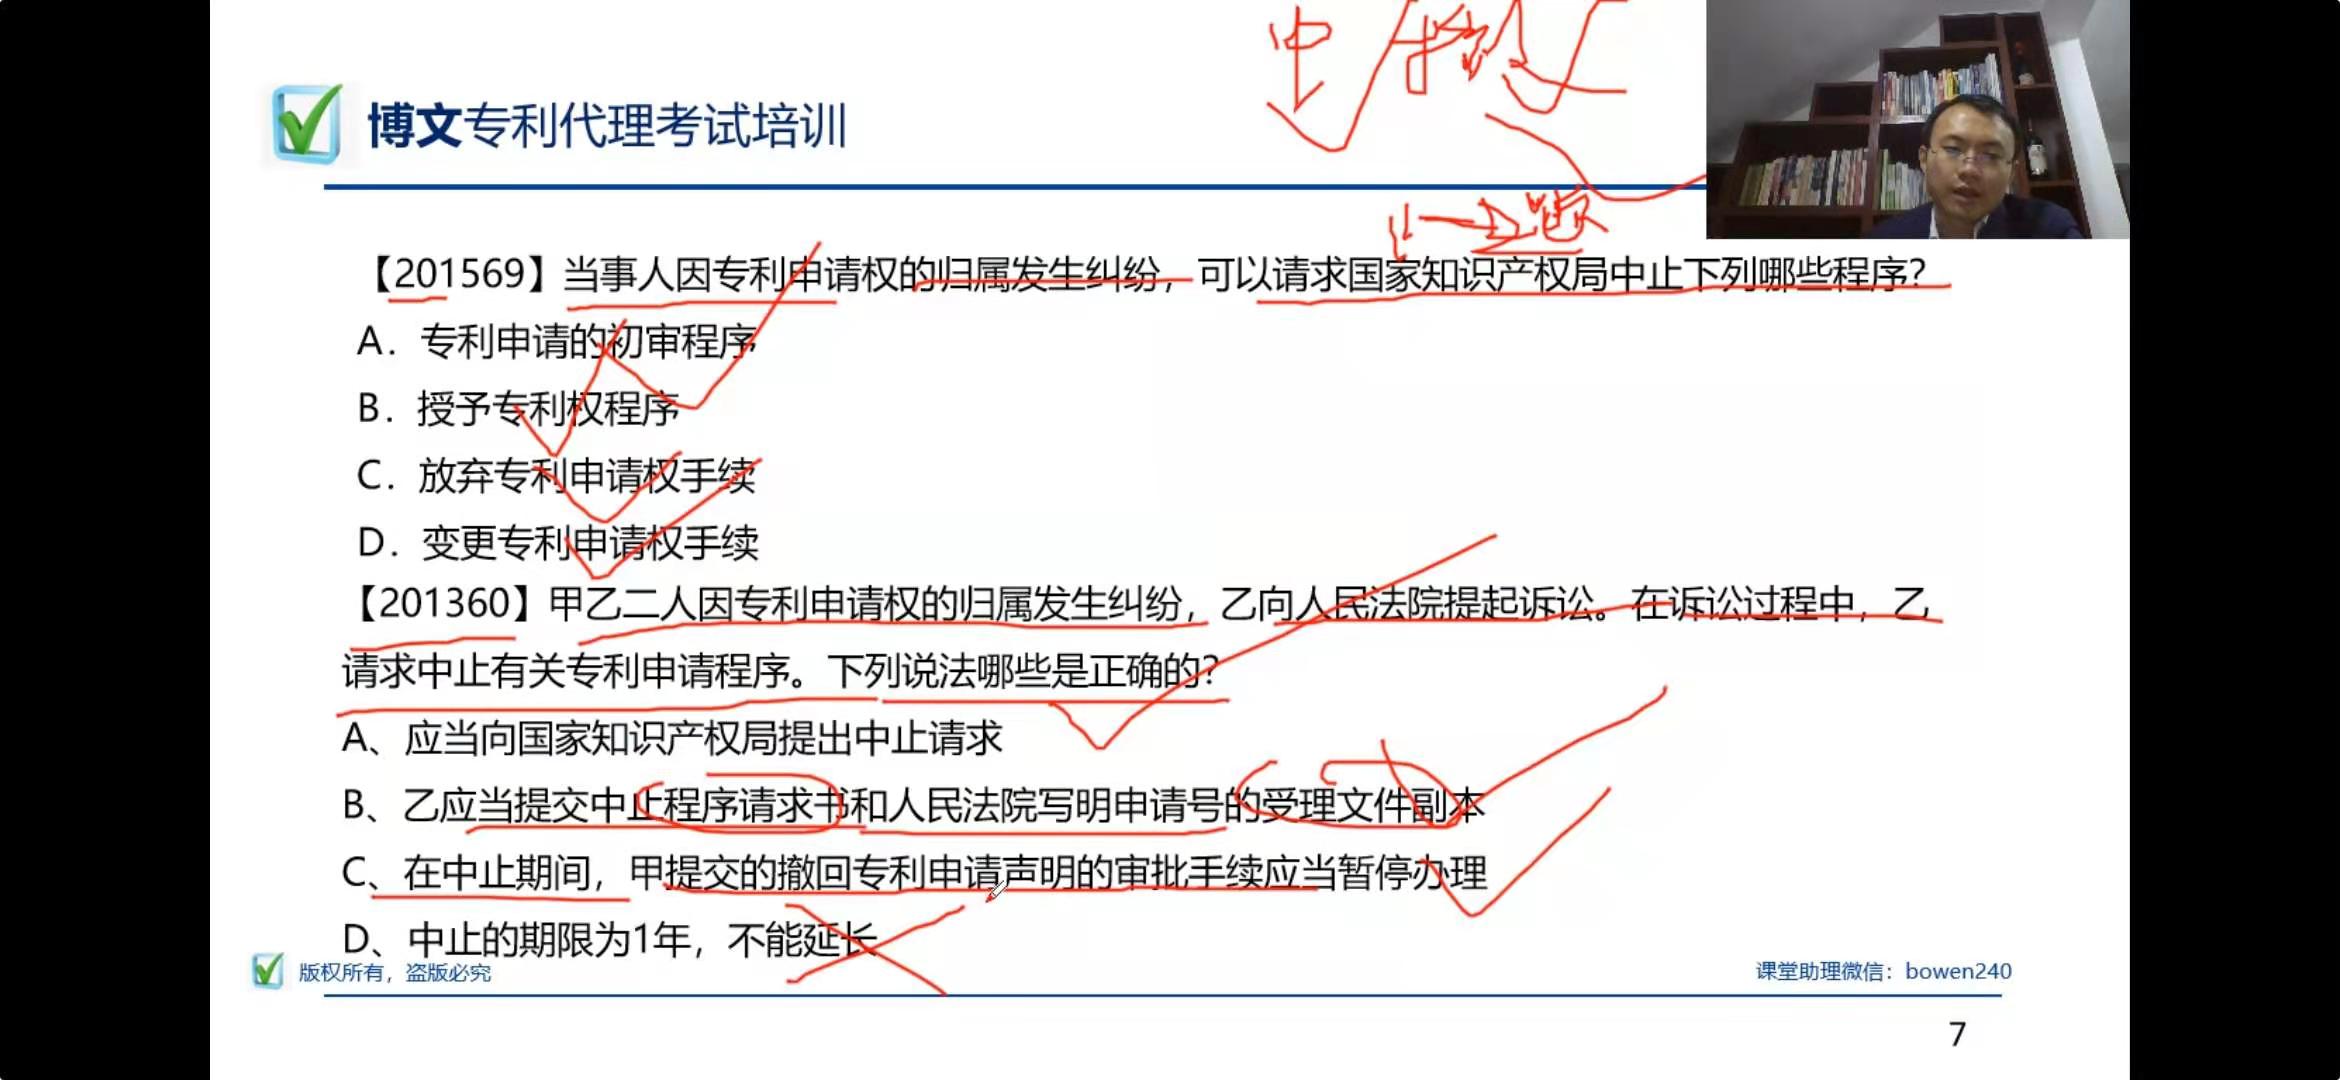 博文专利代理考试培训
【201569】当事人因专利申请权的归属发生纠纷，可以请求国家知识产权局中止下列哪些程序？
A. 专利申请的初审程序
B. 授予专利权程序
C. 放弃专利申请权手续
D. 变更专利申请权手续
【201360】甲乙二人因专利申请权的归属发生纠纷，乙向人民法院提起诉讼。在诉讼过程中，乙
请求中止有关专利申请程序。下列说法哪些是正确的？
A、应当向国家知识产权局提出中止请求
B、乙应当提交中止程序请求书和人民法院写明申请号的受理文件副本
C、在中止期间，甲提交的撤回专利申请声明的审批手续应当暂停办理
D、中止的期限为1年，不能延长
版权所有，盗版必究
课堂助理微信：bowen240
7